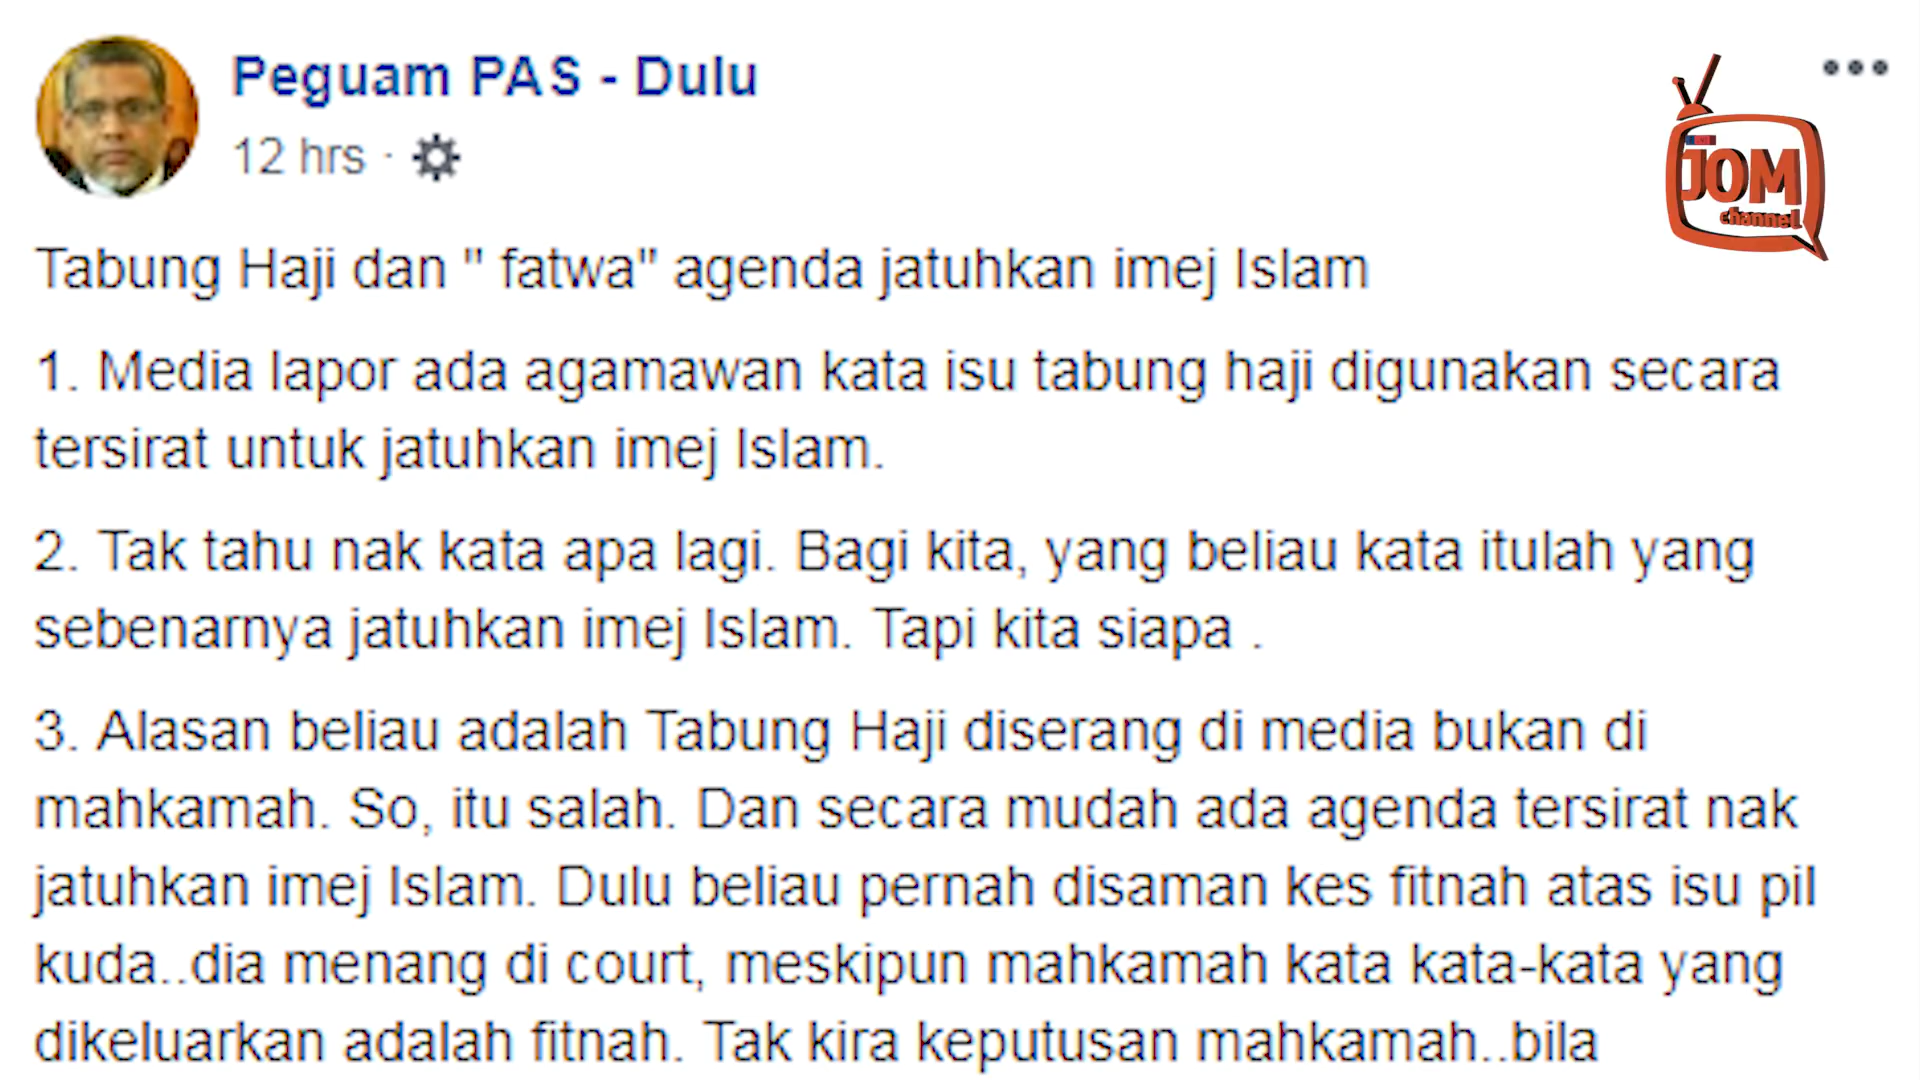 Peguam PAS - Dulu
12 hrs ·
JOM
channel
Tabung Haji dan " fatwa" agenda jatuhkan imej Islam
1. Media lapor ada agamawan kata isu tabung haji digunakan secara
tersirat untuk jatuhkan imej Islam.
2. Tak tahu nak kata apa lagi. Bagi kita, yang beliau kata itulah yang
sebenarnya jatuhkan imej Islam. Tapi kita siapa .
3. Alasan beliau adalah Tabung Haji diserang di media bukan di
mahkamah. So, itu salah. Dan secara mudah ada agenda tersirat nak
jatuhkan imej Islam. Dulu beliau pernah disaman kes fitnah atas isu pil
kuda..dia menang di court, meskipun mahkamah kata kata-kata yang
dikeluarkan adalah fitnah. Tak kira keputusan mahkamah..bila